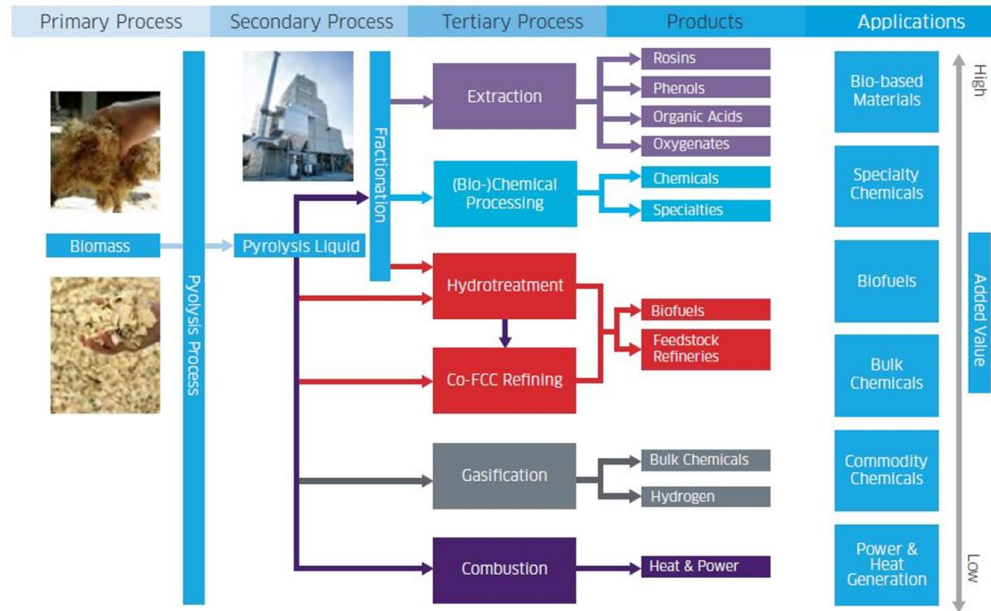 Primary Process
Secondary Process
Tertiary Process
Products
Applications
Biomass
Pyolysis Process
Pyrolysis Liquid
Fractionation
Extraction
Rosins
Phenols
Organic Acids
Oxygenates
(Bio-)Chemical
Processing
Chemicals
Specialties
Hydrotreatment
Co-FCC Refining
Biofuels
Feedstock
Refineries
Gasification
Bulk Chemicals
Hydrogen
Combustion
Heat & Power
Bio-based
Materials
Specialty
Chemicals
Biofuels
Bulk
Chemicals
Commodity
Chemicals
Power &
Heat
Generation
High
Added Value
Low